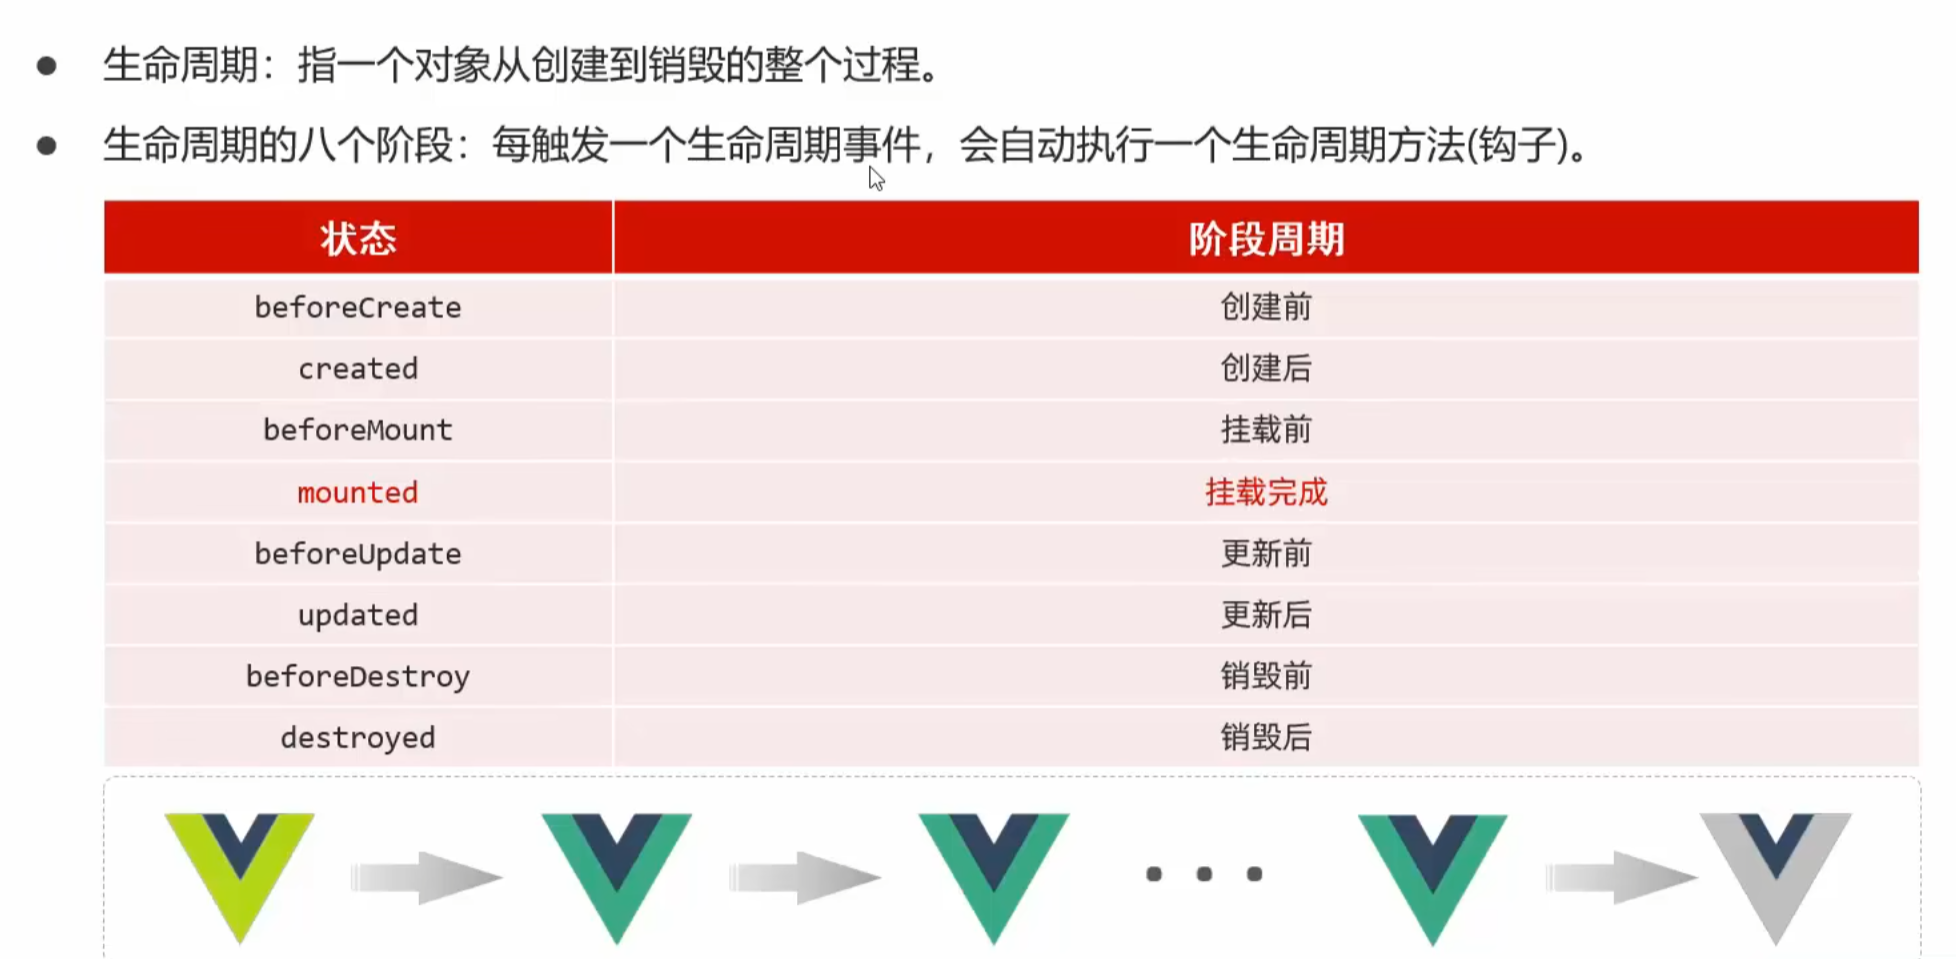 生命周期：指一个对象从创建到销毁的整个过程。
生命周期的八个阶段：每触发一个生命周期事件，会自动执行一个生命周期方法(钩子)。
状态 阶段周期
beforeCreate 创建前
created 创建后
beforeMount 挂载前
mounted 挂载完成
beforeUpdate 更新前
updated 更新后
beforeDestroy 销毁前
destroyed 销毁后